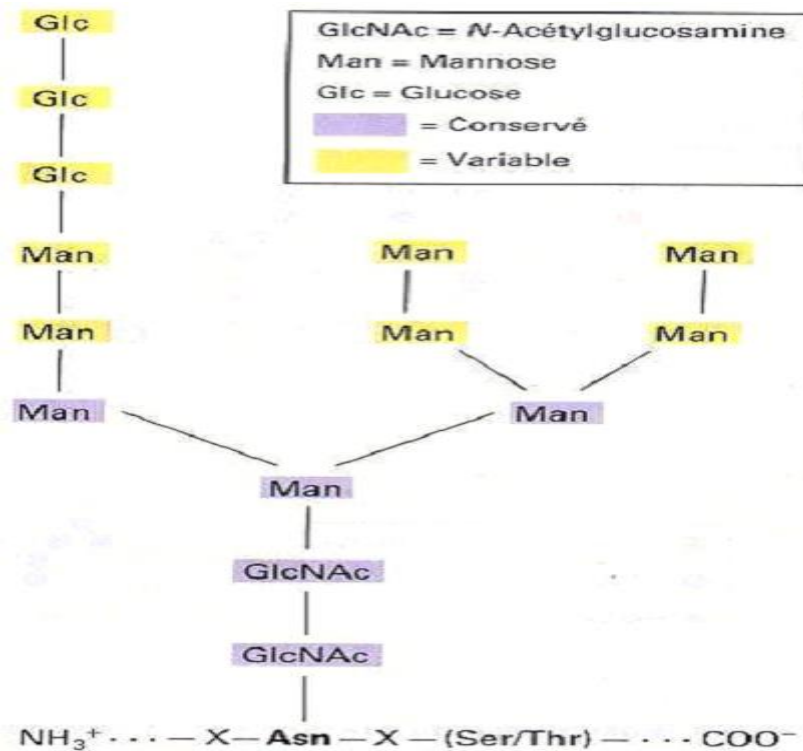 Glc
GlcNAc = N-Acétylglucosamine
Man = Mannose
Glc = Glucose
= Conservé
= Variable
Glc
Glc
Man Man Man
Man Man Man
Man Man
Man
GlcNAc
GlcNAc
NH₃⁺ · · · — X — Asn — X — (Ser/Thr) — · · · COO⁻